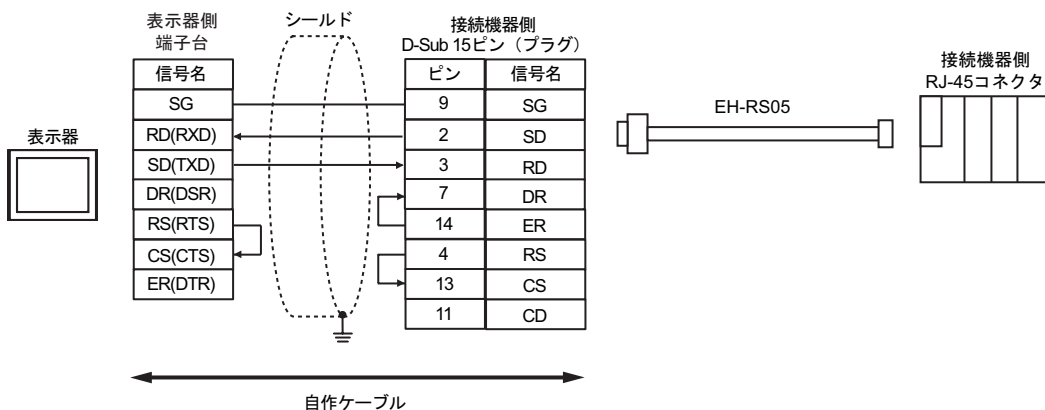 表示器側
端子台
シールド
接続機器側
D-Sub 15ピン（プラグ）
信号名
ピン
信号名
SG
9
SG
RD(RXD)
2
SD
SD(TXD)
3
RD
DR(DSR)
7
DR
RS(RTS)
14
ER
CS(CTS)
4
RS
ER(DTR)
13
CS
11
CD
表示器
自作ケーブル
EH-RS05
接続機器側
RJ-45コネクタ